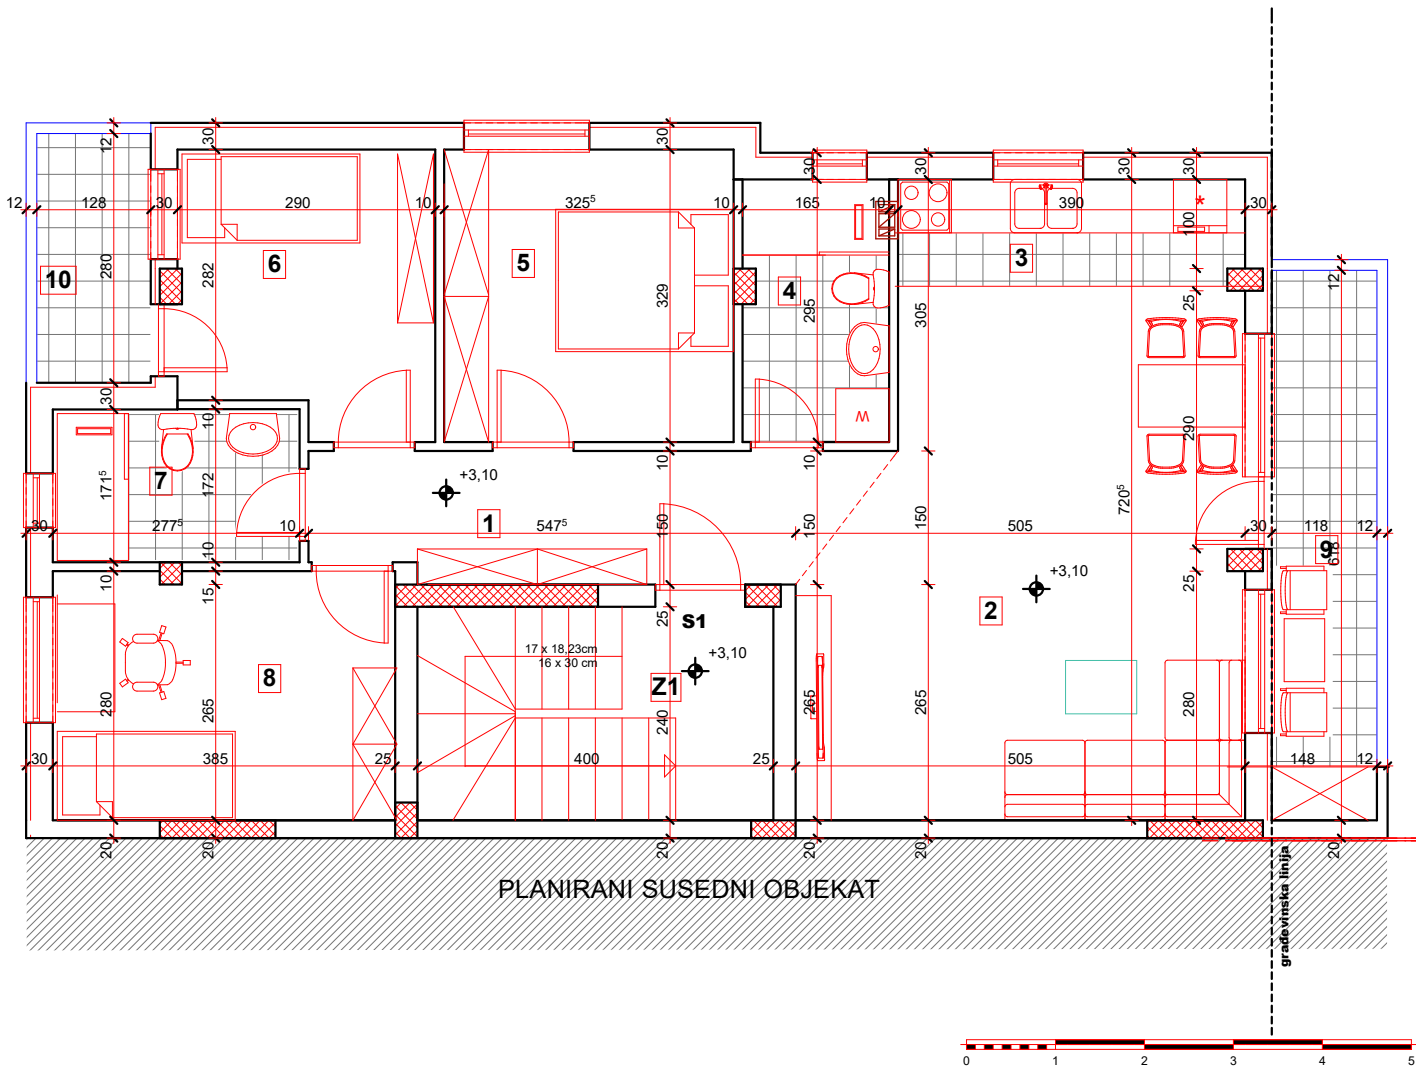 12
30
30
30
30
30
30
12 128 30 290 10 325⁵ 10 165 10 390 30
100
6 5 3
10 4 9
280 282 329 295 305 25 12
290
30 10
7
171⁵ 172 10 10 150 150 150 720⁵
+3,10
1
30 277⁵ 10 547⁵ 505 30 118 12
618
10 10 15 25 25
+3,10
2
S1
17 x 18,23cm
16 x 30 cm
+3,10
Z1
8
280 265 240 265 265 280
30 385 25 400 25 505 148 12
20 20 20 20 20 20
PLANIRANI SUSEDNI OBJEKAT
građevinska linija
W
*
0 1 2 3 4 5